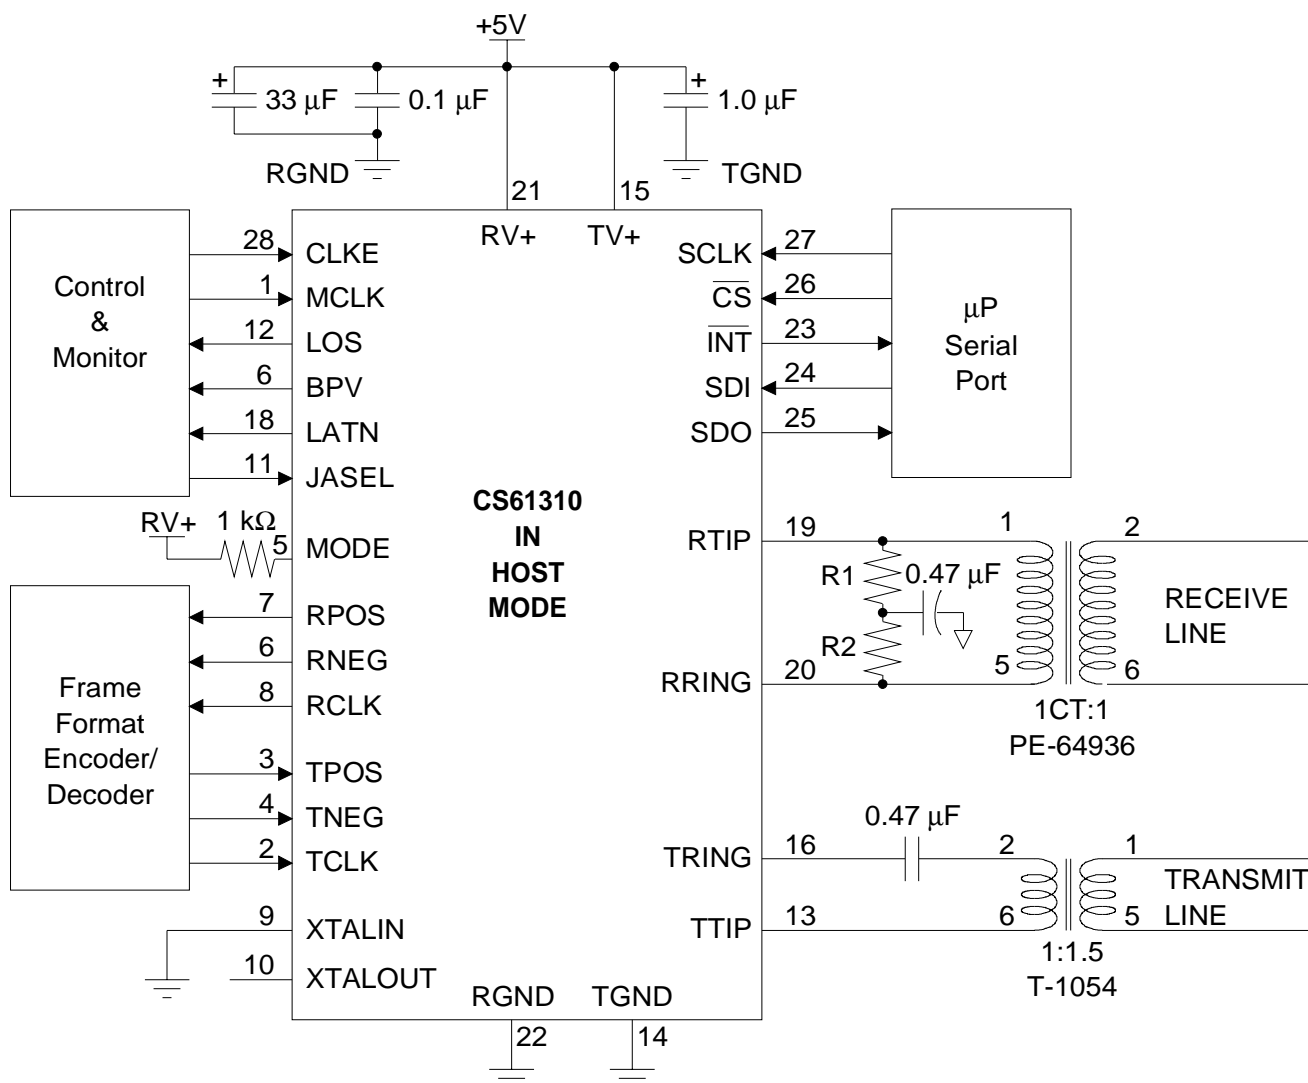 +5V
+
33 μF
0.1 μF
+
1.0 μF
RGND
TGND
21
15
RV+
TV+
Control
&
Monitor
28
CLKE
1
MCLK
12
LOS
6
BPV
18
LATN
11
JASEL
RV+
1 kΩ
5
MODE
Frame
Format
Encoder/
Decoder
7
RPOS
6
RNEG
8
RCLK
3
TPOS
4
TNEG
2
TCLK
9
XTALIN
10
XTALOUT
CS61310
IN
HOST
MODE
RGND
TGND
22
14
SCLK
27
CS
26
INT
23
SDI
24
SDO
25
μP
Serial
Port
RTIP
19
R1
0.47 μF
R2
RRING
20
1
2
5
6
RECEIVE
LINE
1CT:1
PE-64936
0.47 μF
TRING
16
TTIP
13
2
1
6
5
TRANSMIT
LINE
1:1.5
T-1054